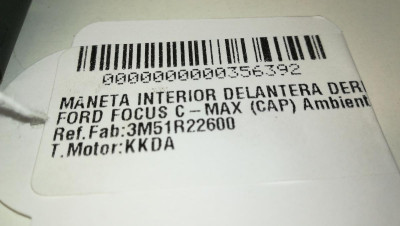 0000000000356392
MANETA INTERIOR DELANTERA DER
FORD FOCUS C-MAX (CAP) Ambient
Ref.Fab:3M51R22600
T.Motor:KKDA